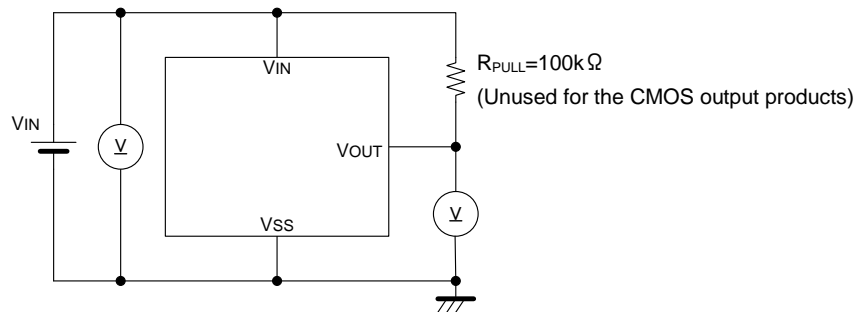 VIN
RPULL=100kΩ
(Unused for the CMOS output products)
VIN
V
VOUT
V
VSS